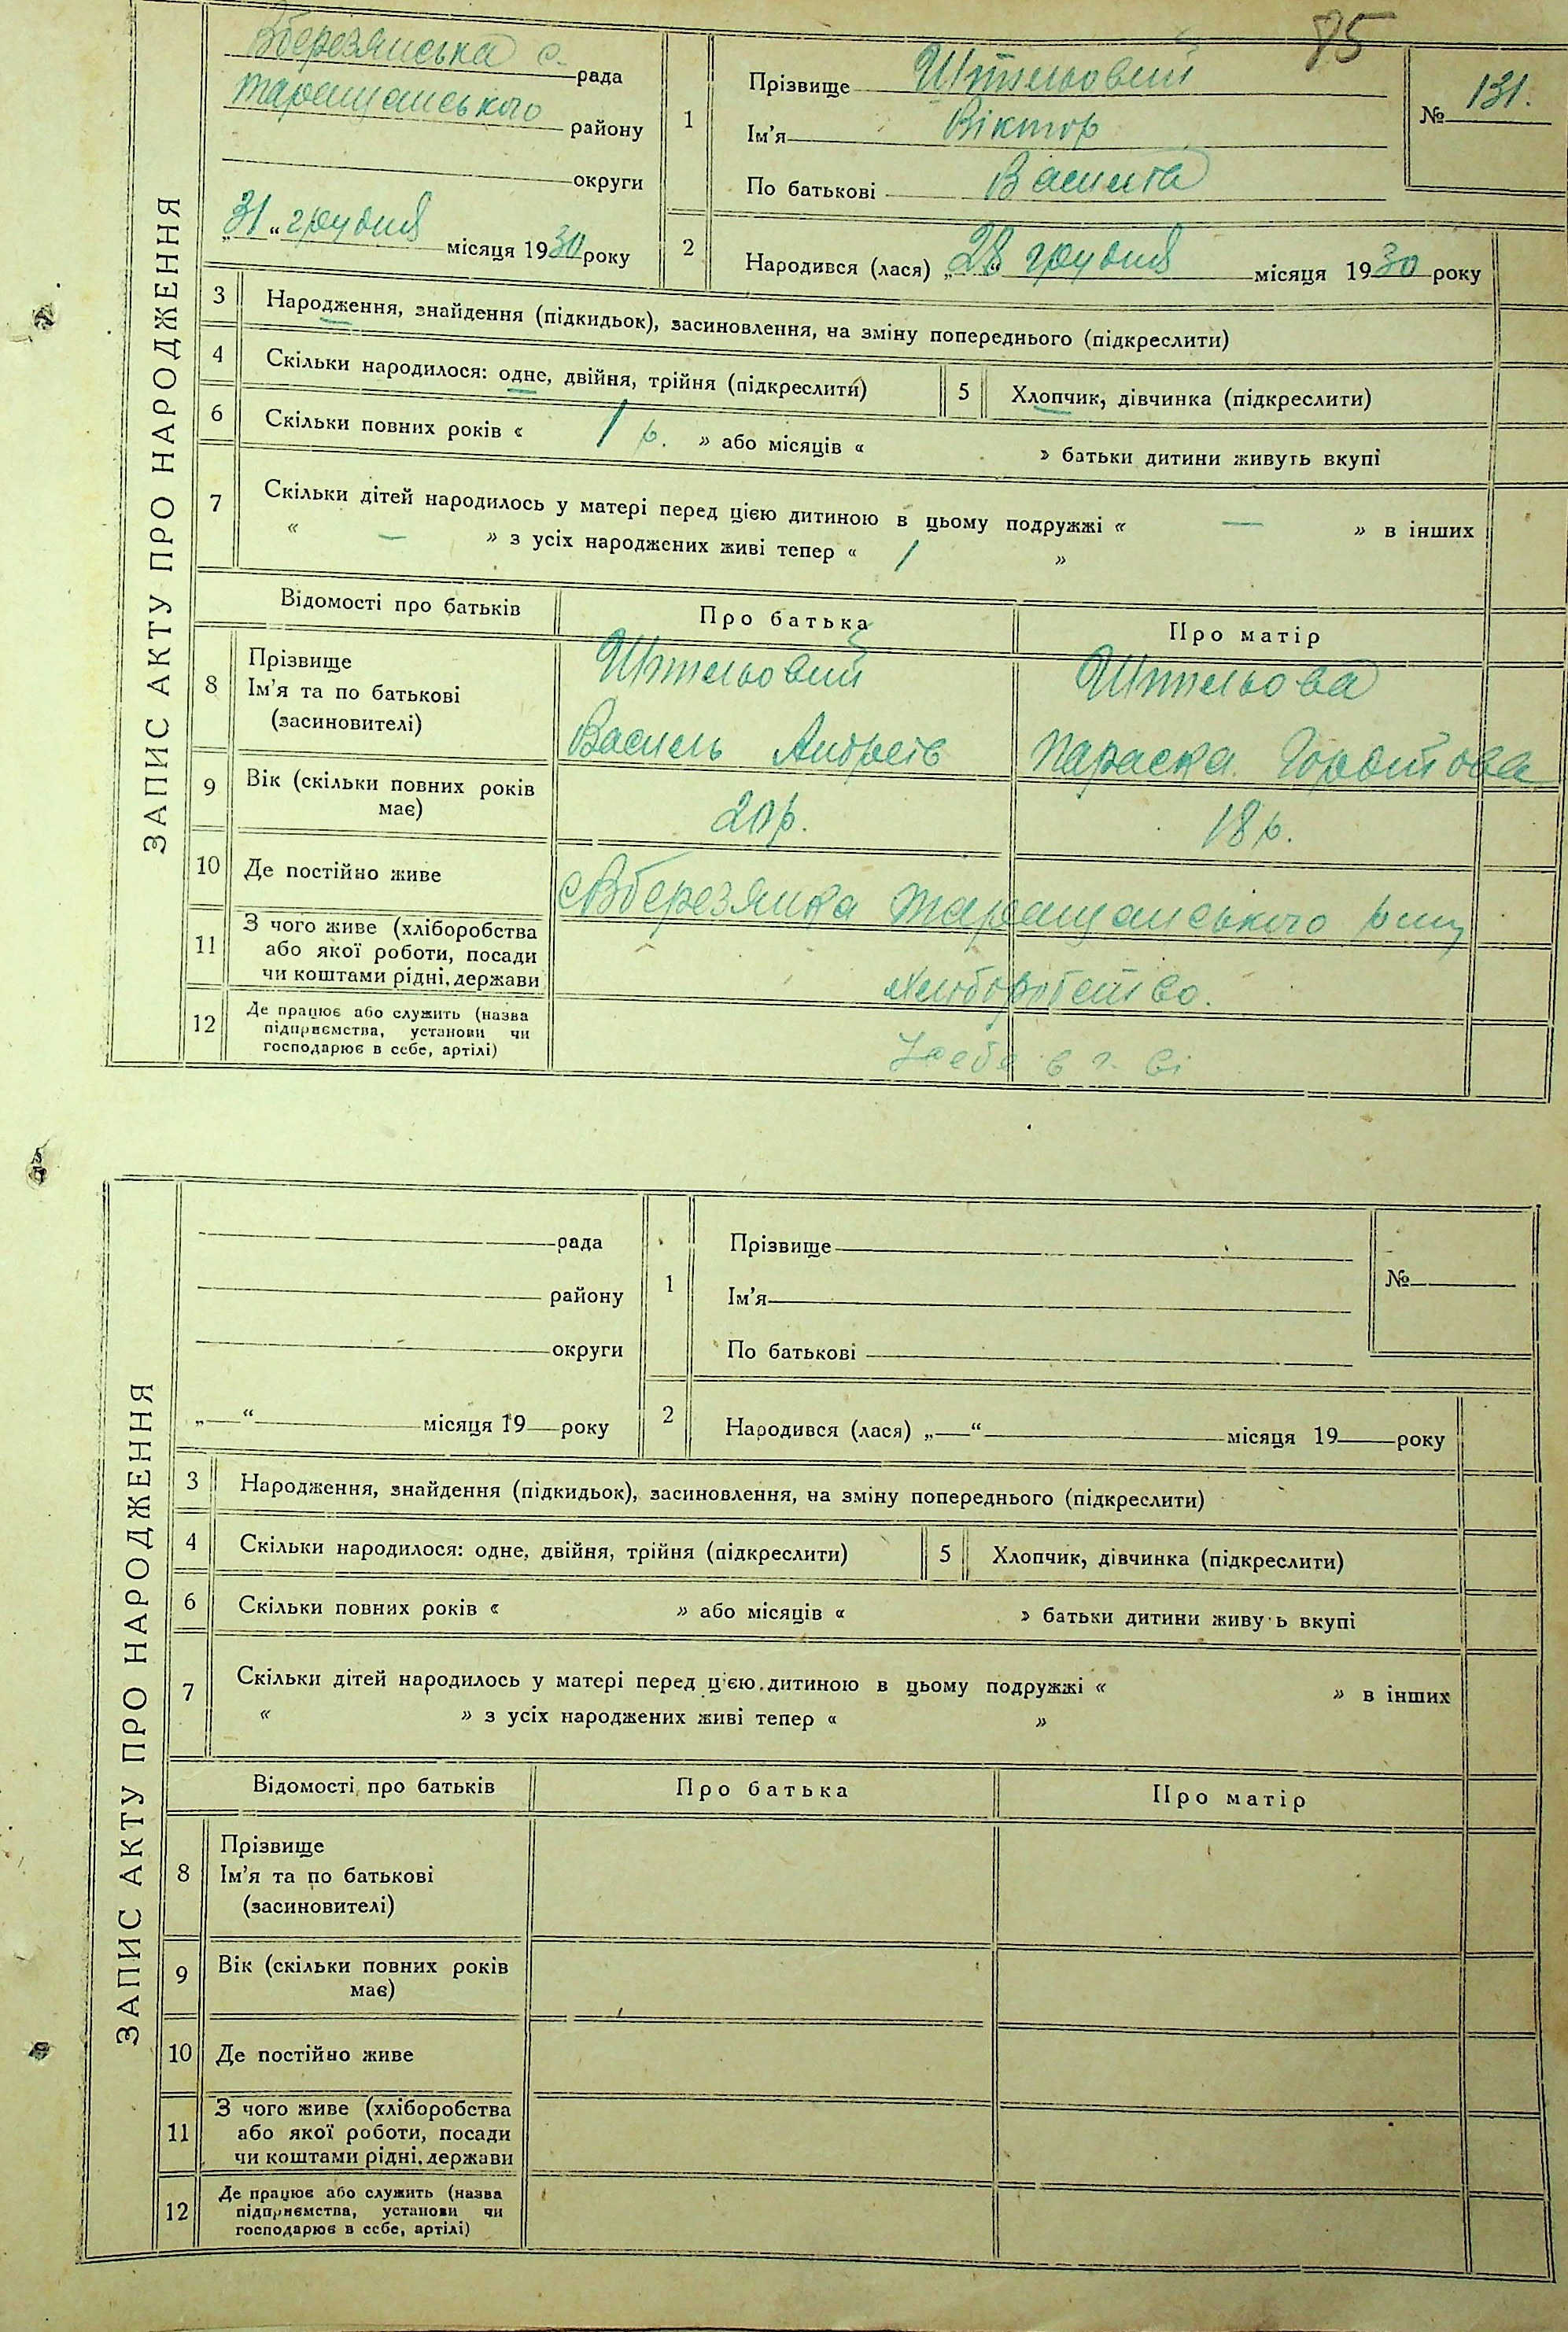 85
ЗАПИС АКТУ ПРО НАРОДЖЕННЯ
Вберезянська с. рада
Таращанського району
округи
„31“ грудня місяця 1930 року
1
Прізвище
Ім’я Віктор
По батькові Василів
№ 131.
2
Народився (лася) „28“ грудня місяця 1930 року
3 Народження, знайдення (підкидьок), засиновлення, на зміну попереднього (підкреслити)
4 Скільки народилося: одне, двійня, трійня (підкреслити) 5 Хлопчик, дівчинка (підкреслити)
6 Скільки повних років « 1 р. » або місяців « » батьки дитини живуть вкупі
7 Скільки дітей народилось у матері перед цією дитиною в цьому подружжі « — » в інших
« — » з усіх народжених живі тепер « 1 »
Відомості про батьків Про батька Про матір
8 Прізвище
Ім’я та по батькові
(засиновителі)
Василь Андреів Параска
9 Вік (скільки повних років має) 20 р. 18 р.
10 Де постійно живе с Вберезянка Таращанського
11 З чого живе (хліборобства або якої роботи, посади чи коштами рідні, держави хліборобство.
12 Де працює або служить (назва підприємства, установи чи господарює в себе, артілі)
У себе в г. ві
ЗАПИС АКТУ ПРО НАРОДЖЕННЯ
рада
району
округи
„—“ місяця 19 року
1
Прізвище
Ім’я
По батькові
№
2
Народився (лася) „—“ місяця 19 року
3 Народження, знайдення (підкидьок), засиновлення, на зміну попереднього (підкреслити)
4 Скільки народилося: одне, двійня, трійня (підкреслити) 5 Хлопчик, дівчинка (підкреслити)
6 Скільки повних років « » або місяців « » батьки дитини живуть вкупі
7 Скільки дітей народилось у матері перед цією дитиною в цьому подружжі « » в інших
« » з усіх народжених живі тепер « »
Відомості про батьків Про батька Про матір
8 Прізвище
Ім’я та по батькові
(засиновителі)
9 Вік (скільки повних років
має)
10 Де постійно живе
11 З чого живе (хліборобства
або якої роботи, посади
чи коштами рідні, держави
12 Де працює або служить (назва
підприємства, установи чи
господарює в себе, артілі)